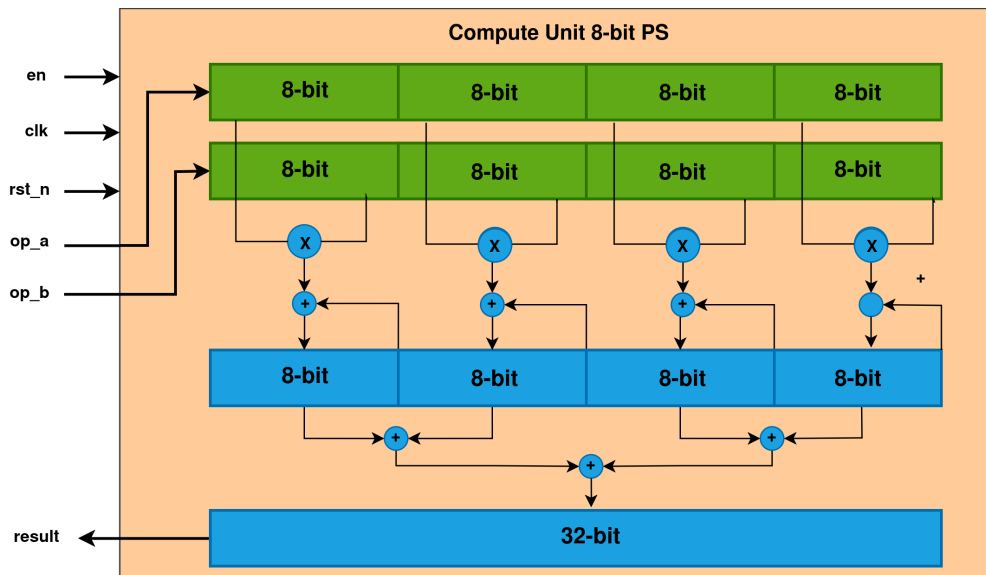 Compute Unit 8-bit PS
en
8-bit 8-bit 8-bit 8-bit
clk
8-bit 8-bit 8-bit 8-bit
rst_n
op_a
X X X X
+
op_b
+ + +
8-bit 8-bit 8-bit 8-bit
+ +
+
result
32-bit